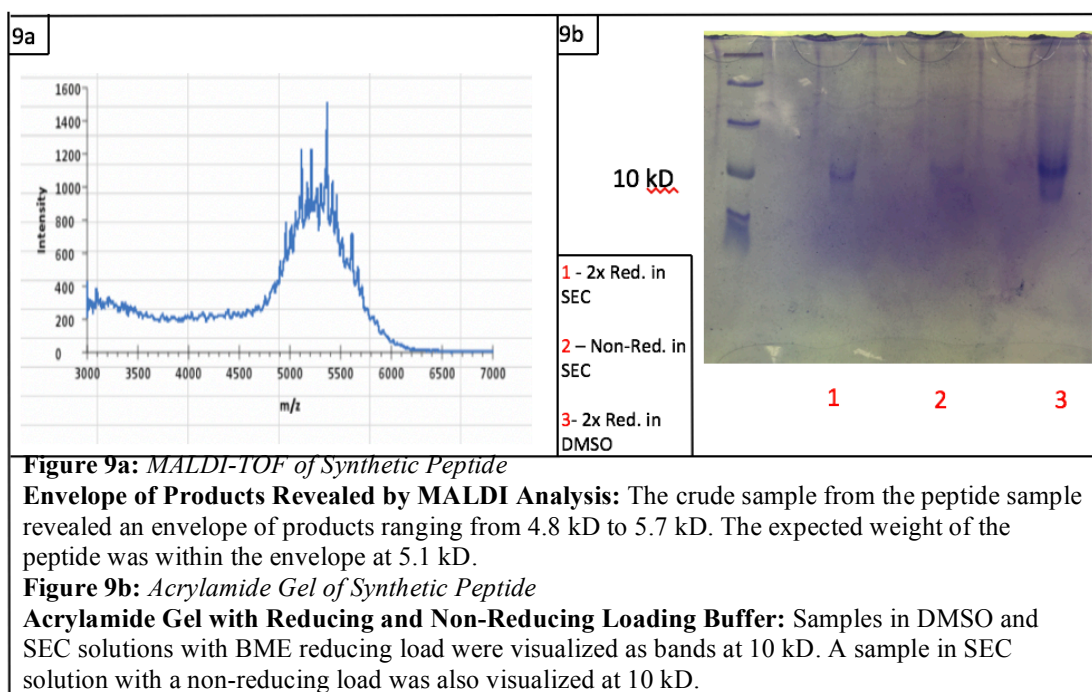 9a
9b
1600
1400
1200
1000
800
600
400
200
0
Intensity
3000 3500 4000 4500 5000 5500 6000 6500 7000
m/z
10 kD
1 - 2x Red. in
SEC
2 – Non-Red. in
SEC
3- 2x Red. in
DMSO
1 2 3
Figure 9a: MALDI-TOF of Synthetic Peptide
Envelope of Products Revealed by MALDI Analysis: The crude sample from the peptide sample
revealed an envelope of products ranging from 4.8 kD to 5.7 kD. The expected weight of the
peptide was within the envelope at 5.1 kD.
Figure 9b: Acrylamide Gel of Synthetic Peptide
Acrylamide Gel with Reducing and Non-Reducing Loading Buffer: Samples in DMSO and
SEC solutions with BME reducing load were visualized as bands at 10 kD. A sample in SEC
solution with a non-reducing load was also visualized at 10 kD.